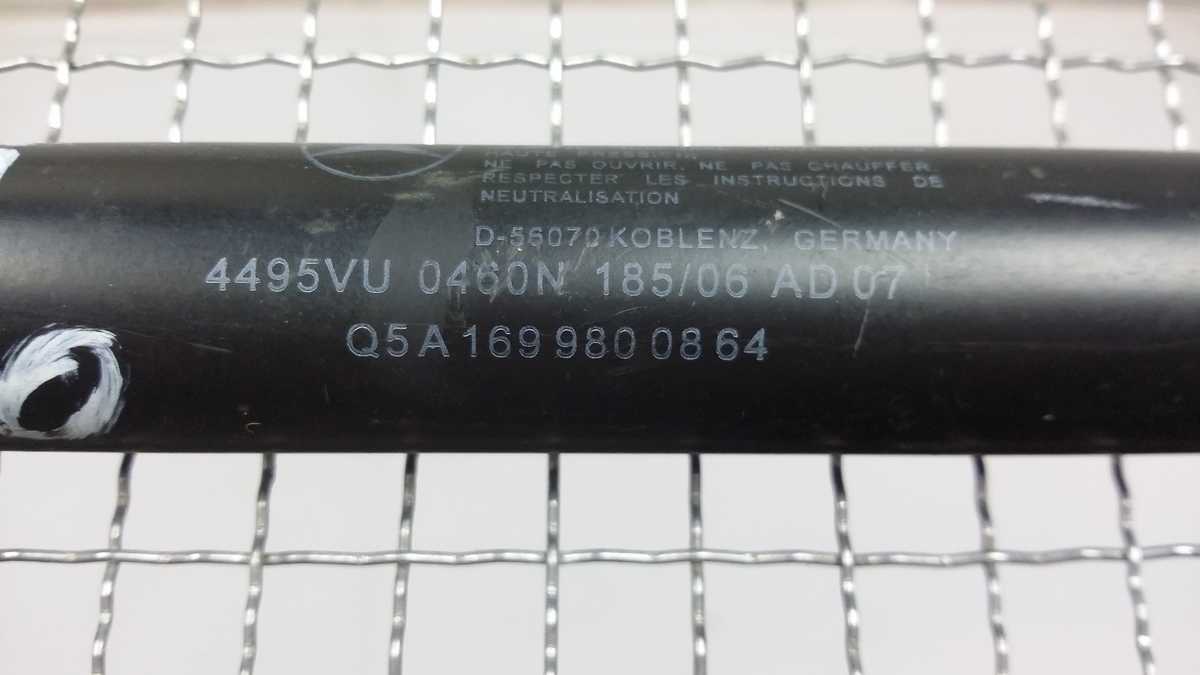 NE PAS OUVRIR, NE PAS CHAUFFER.
RESPECTER LES INSTRUCTIONS DE
NEUTRALISATION
D-56070 KOBLENZ, GERMANY
4495VU 0460N 185/06 AD 07
Q5 A 169 980 08 64